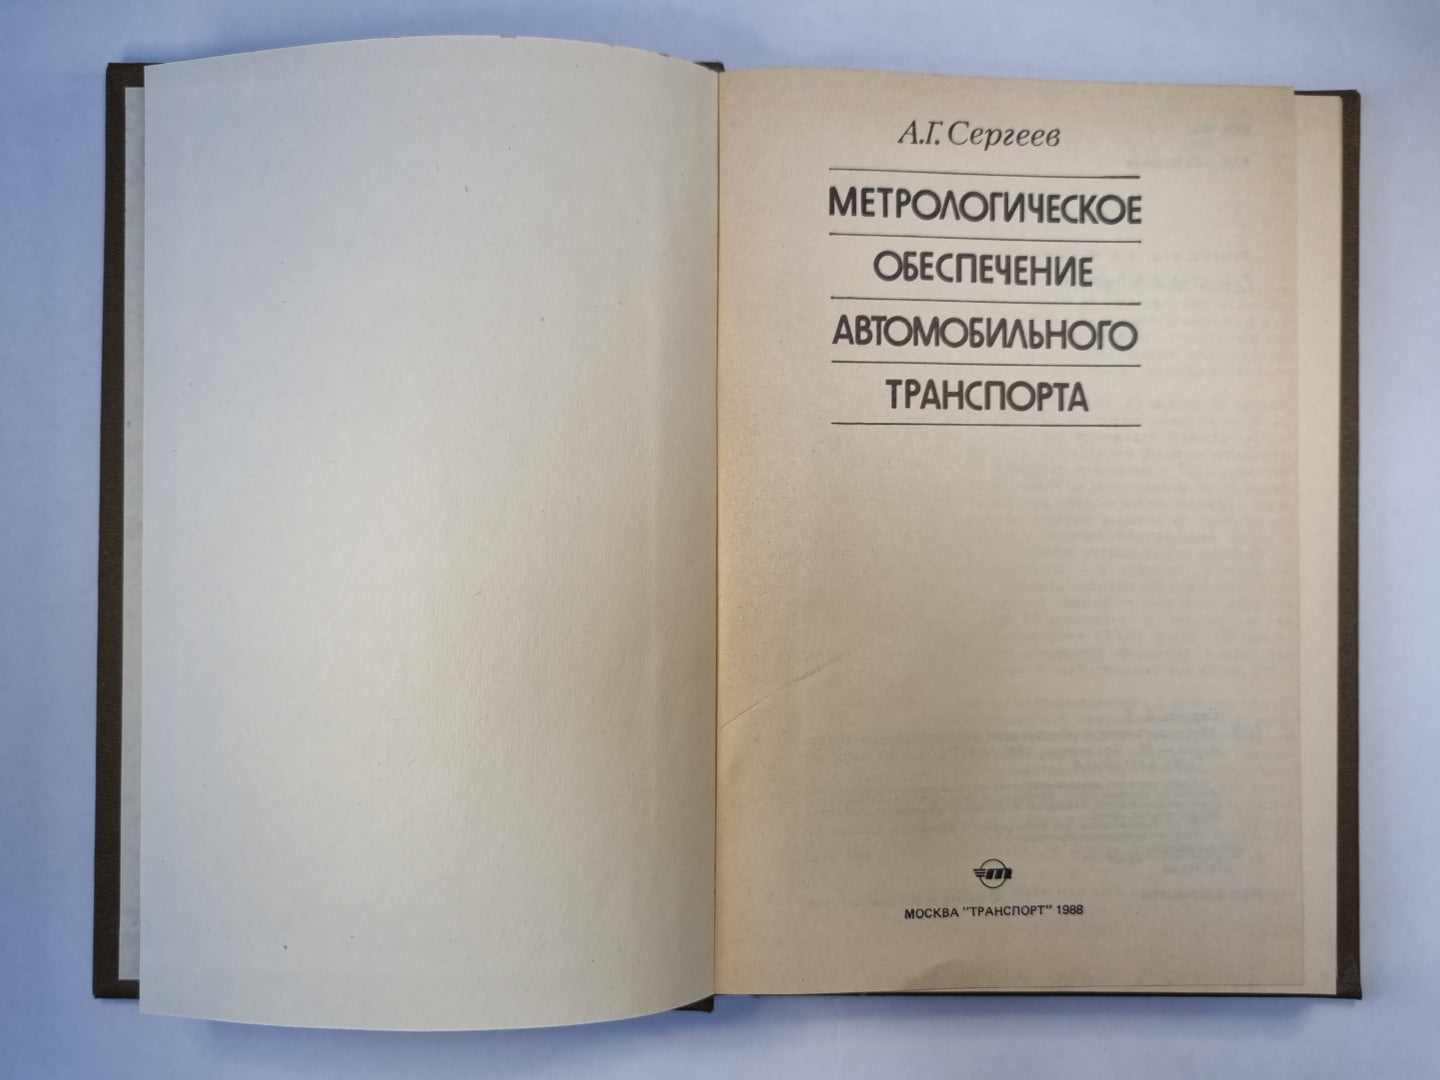 А.Г. Сергеев
МЕТРОЛОГИЧЕСКОЕ
ОБЕСПЕЧЕНИЕ
АВТОМОБИЛЬНОГО
ТРАНСПОРТА
МОСКВА "ТРАНСПОРТ" 1988